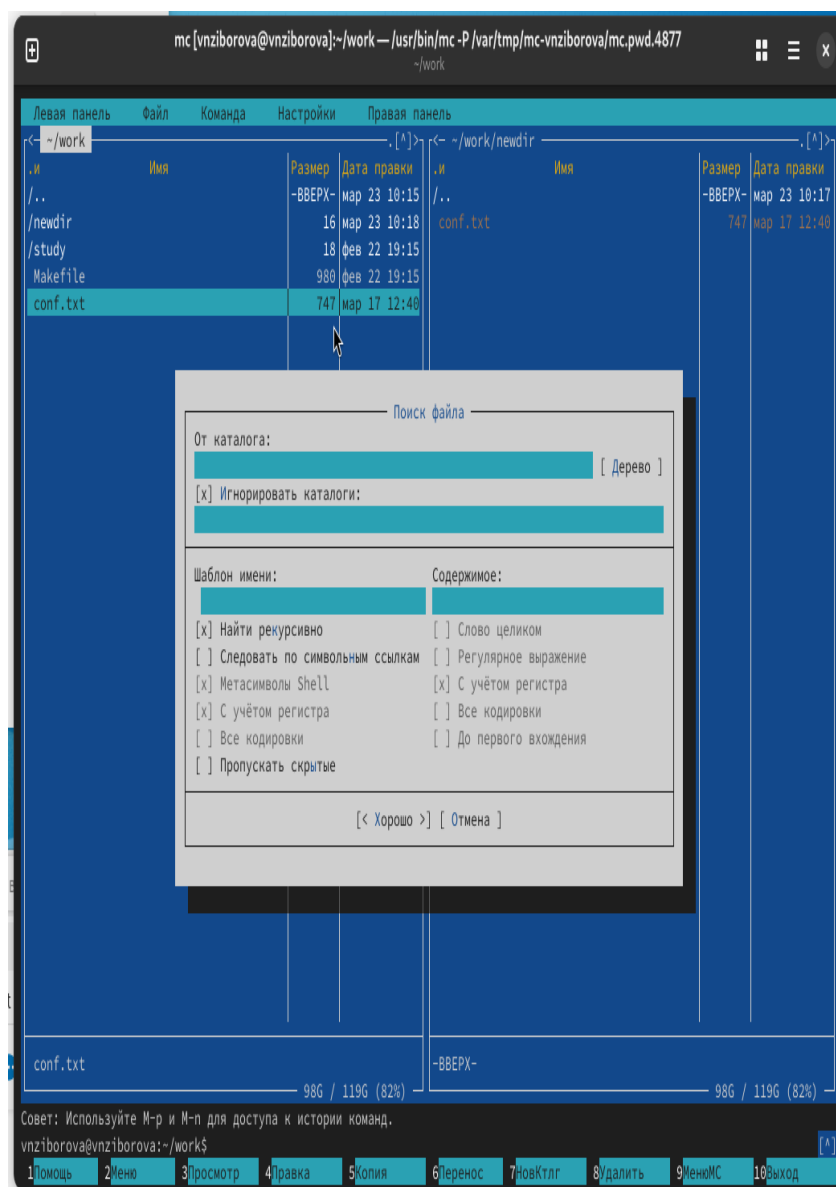 mc [vnziborova@vnziborova]:~/work — /usr/bin/mc -P /var/tmp/mc-vnziborova/mc.pwd.4877
~/work
Левая панель Файл Команда Настройки Правая панель
<- ~/work .[^]> <- ~/work/newdir .[^]>
.и Имя Размер Дата правки .и Имя Размер Дата правки
/.. -ВВЕРХ- мар 23 10:15 /.. -ВВЕРХ- мар 23 10:17
/newdir 16 мар 23 10:18 conf.txt 747 мар 17 12:40
/study 18 фев 22 19:15
Makefile 980 фев 22 19:15
conf.txt 747 мар 17 12:40
Поиск файла
От каталога:
[ Дерево ]
[x] Игнорировать каталоги:
Шаблон имени: Содержимое:
[x] Найти рекурсивно [ ] Слово целиком
[ ] Следовать по символьным ссылкам [ ] Регулярное выражение
[x] Метасимволы Shell [x] С учётом регистра
[x] С учётом регистра [ ] Все кодировки
[ ] Все кодировки [ ] До первого вхождения
[ ] Пропускать скрытые
[< Хорошо >] [ Отмена ]
conf.txt -ВВЕРХ-
98G / 119G (82%) 98G / 119G (82%)
Совет: Используйте M-p и M-n для доступа к истории команд.
vnziborova@vnziborova:~/work$ [^]
1Помощь 2Меню 3Просмотр 4Правка 5Копия 6Перенос 7НовКтлг 8Удалить 9МенюMC 10Выход